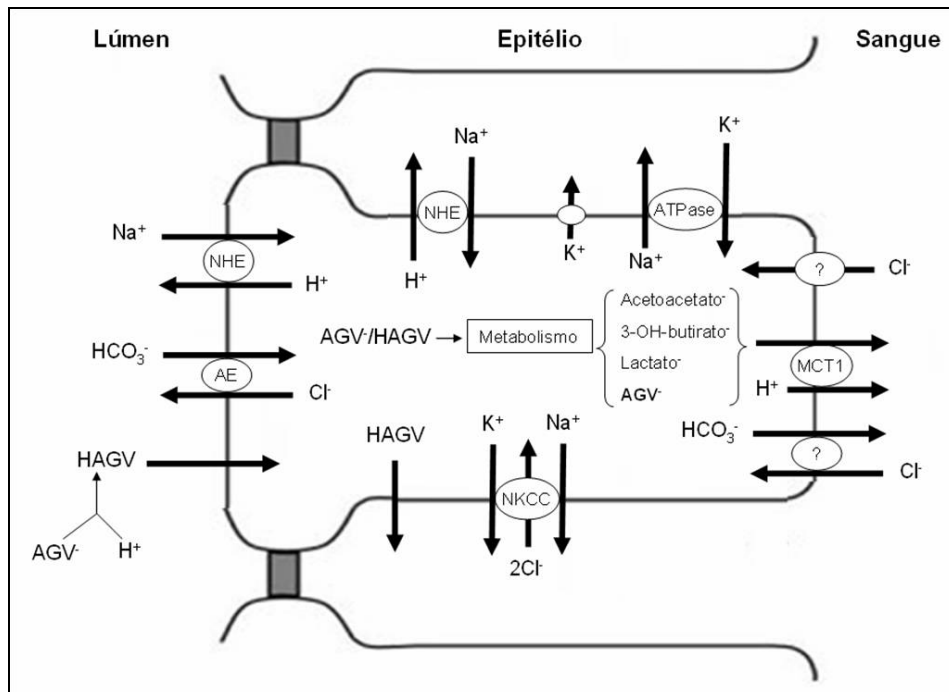 Lúmen Epitélio Sangue
K⁺
Na⁺
NHE ATPase
Na⁺
K⁺
H⁺ Na⁺
NHE
? Cl⁻
H⁺
Acetoacetato⁻
AGV⁻/HAGV Metabolismo 3-OH-butirato⁻
HCO₃⁻
Lactato⁻ MCT1
AE
AGV⁻ H⁺
Cl⁻
HAGV K⁺ Na⁺ HCO₃⁻
HAGV ?
Cl⁻
NKCC
AGV⁻ H⁺
2Cl⁻